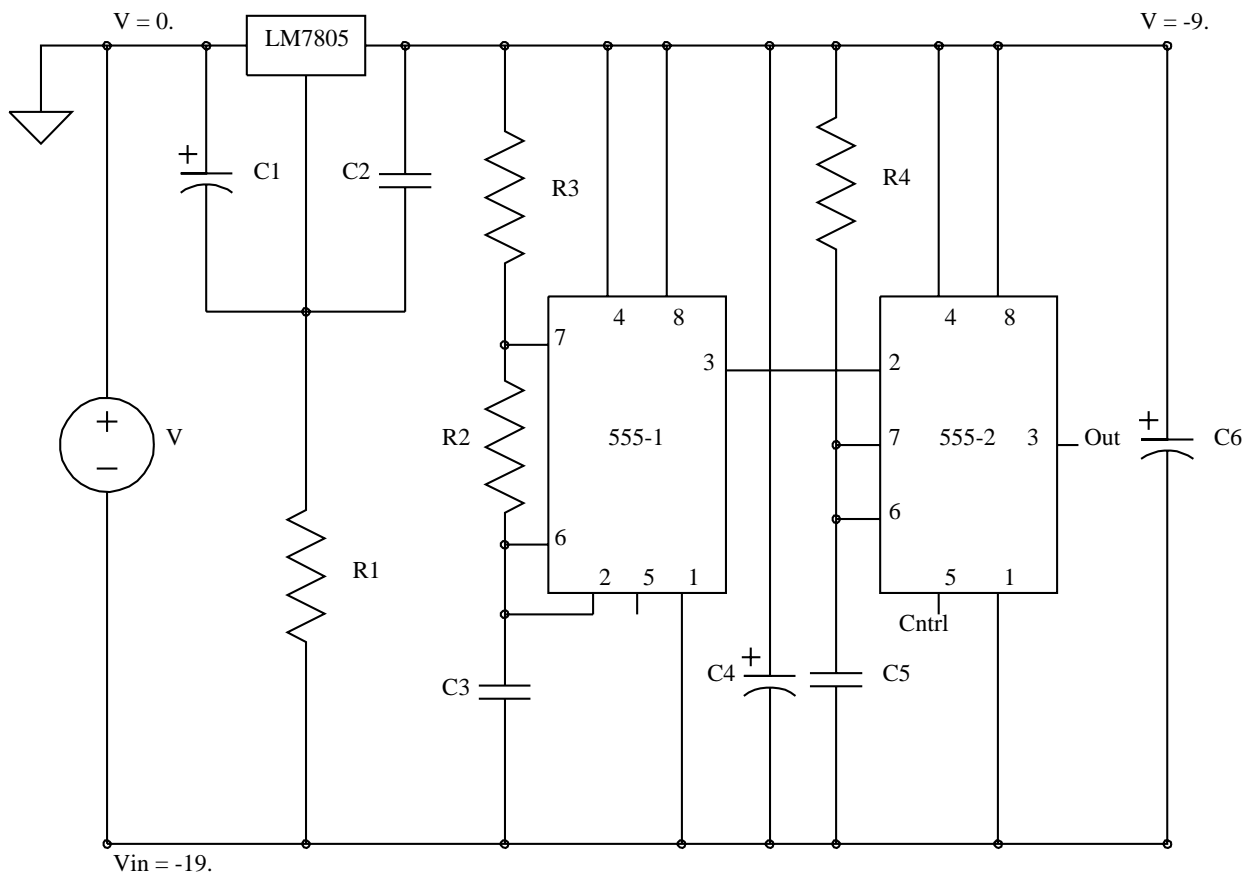 V = 0.
LM7805
V = -9.
+
C1
C2
R3
R4
4
8
4
8
7
3
2
+
V
R2
555-1
7
555-2
3
Out
+
C6
6
6
R1
2
5
1
5
1
Cntrl
+
C3
C4
C5
Vin = -19.